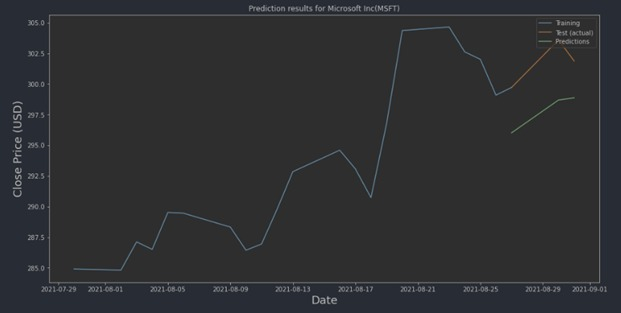 Prediction results for Microsoft Inc(MSFT)
Training
Test (actual)
Predictions
Close Price (USD)
305.0
302.5
300.0
297.5
295.0
292.5
290.0
287.5
285.0
2021-07-29 2021-08-01 2021-08-05 2021-08-09 2021-08-13 2021-08-17 2021-08-21 2021-08-25 2021-08-29 2021-09-01
Date